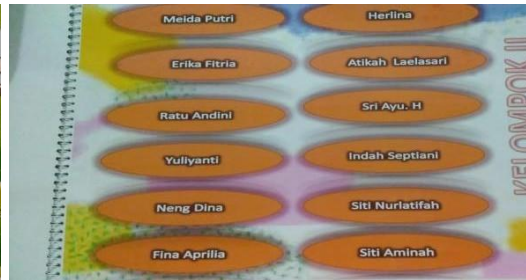 Meida Putri
Herlina
Erika Fitria
Atikah Laelasari
Ratu Andini
Sri Ayu. H
Yuliyanti
Indah Septiani
Neng Dina
Siti Nurlatifah
Fina Aprilia
Siti Aminah
KELOMPOK II